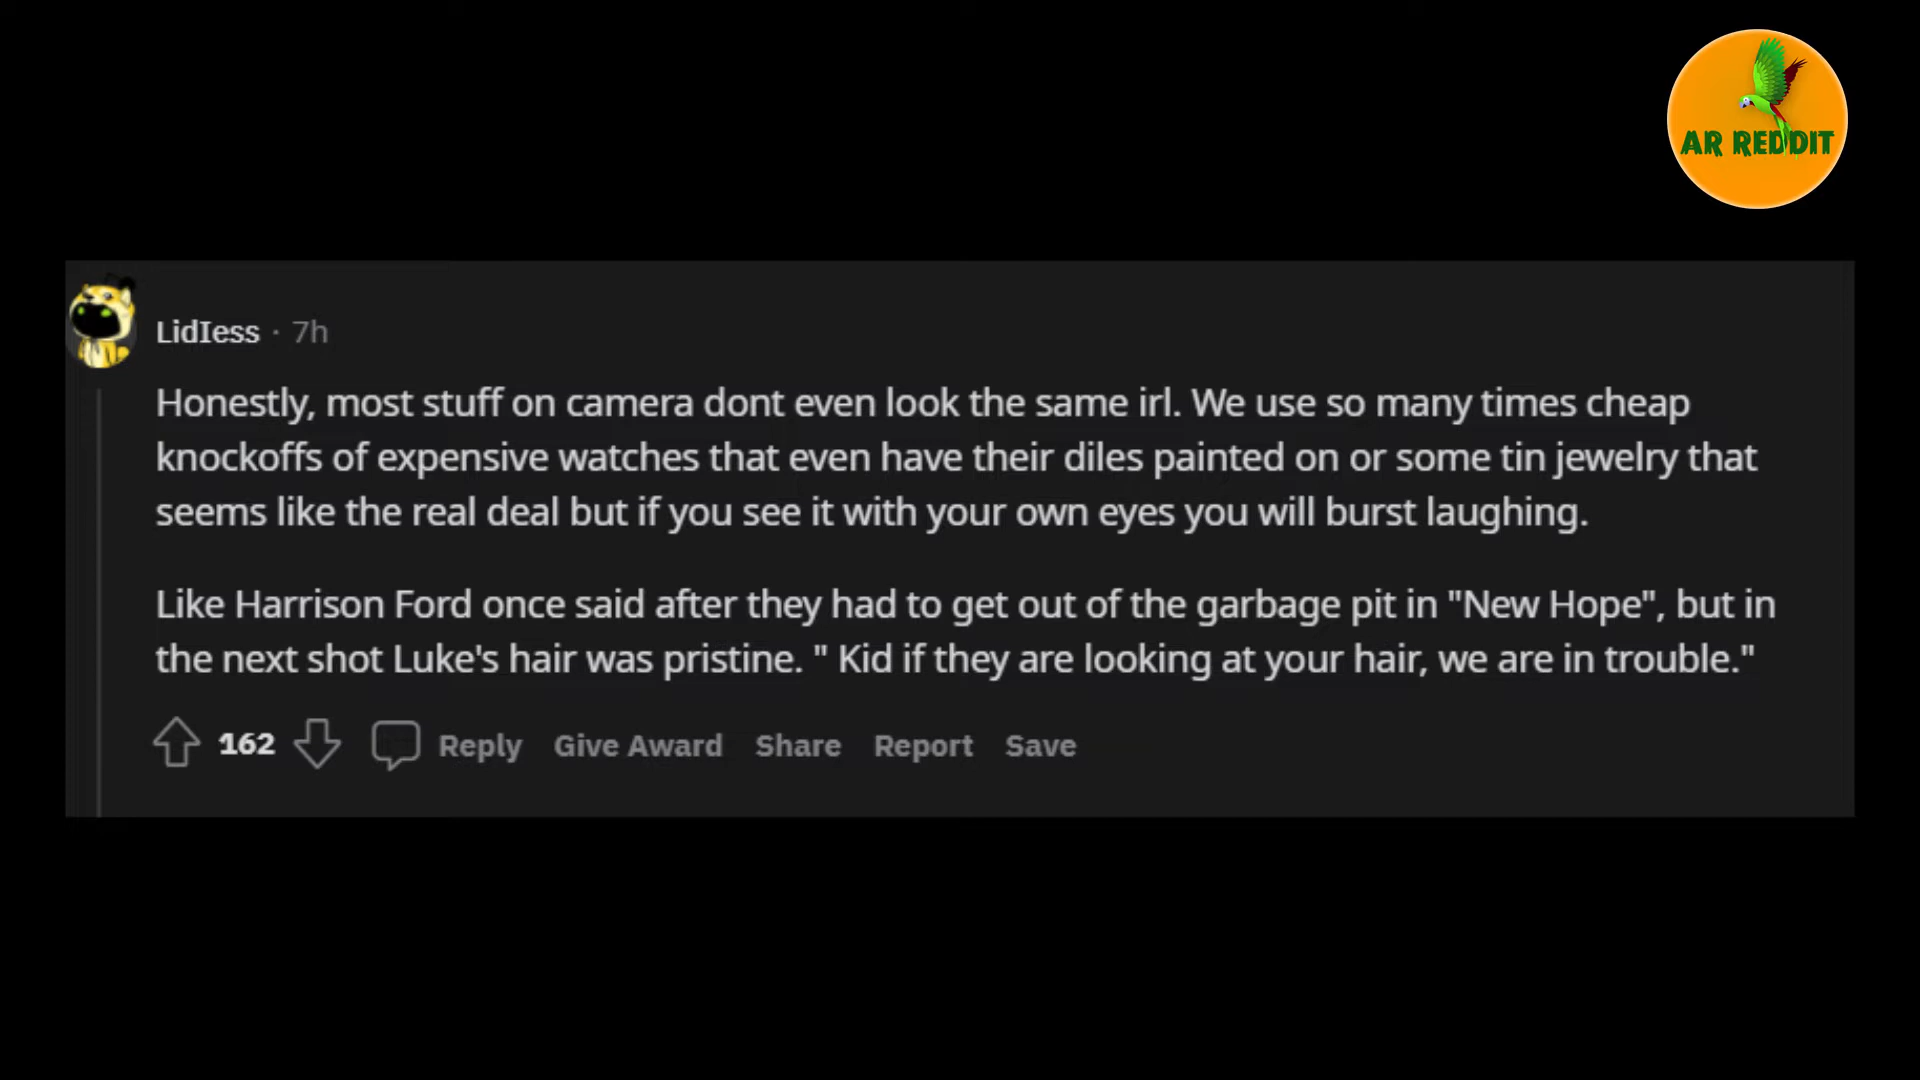 AR REDDIT
LidIess · 7h
Honestly, most stuff on camera dont even look the same irl. We use so many times cheap
knockoffs of expensive watches that even have their diles painted on or some tin jewelry that
seems like the real deal but if you see it with your own eyes you will burst laughing.
Like Harrison Ford once said after they had to get out of the garbage pit in "New Hope", but in
the next shot Luke's hair was pristine. " Kid if they are looking at your hair, we are in trouble."
162 Reply Give Award Share Report Save